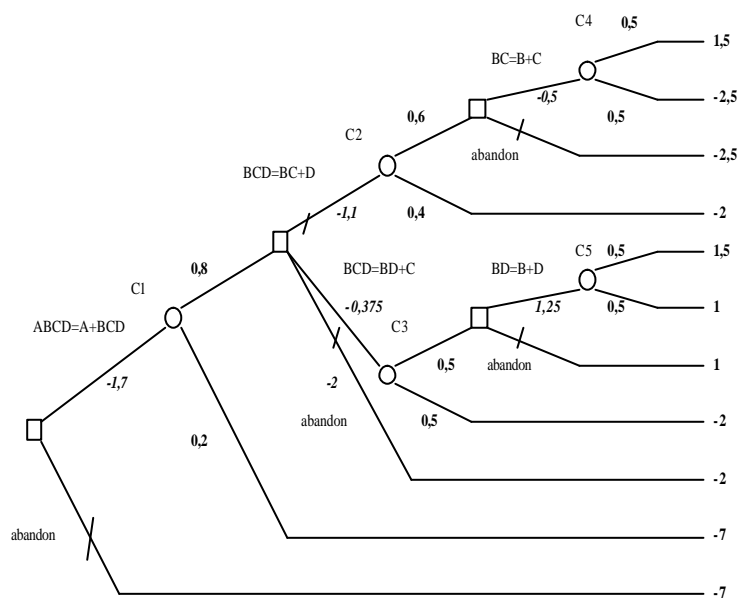 C4
0,5
1,5
BC=B+C
-0,5
0,5
-2,5
0,6
abandon
-2,5
C2
BCD=BC+D
-1,1
0,4
-2
C5
0,5
1,5
BCD=BD+C
BD=B+D
0,8
C1
-0,375
1,25
0,5
1
ABCD=A+BCD
C3
0,5
abandon
1
-1,7
-2
abandon
0,5
-2
0,2
-2
abandon
-7
-7